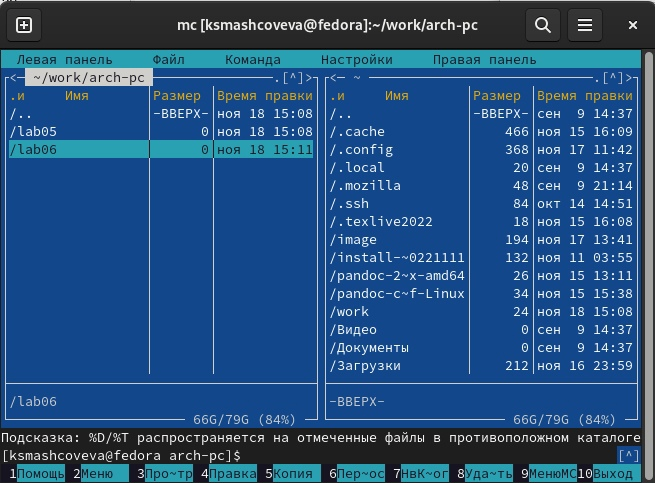 mc [ksmashcoveva@fedora]:~/work/arch-pc
Левая панель Файл Команда Настройки Правая панель
<─ ~/work/arch-pc .[^]>
.и Имя Размер Время правки
/.. -ВВЕРХ- ноя 18 15:08
/lab05 0 ноя 18 15:08
/lab06 0 ноя 18 15:11
/lab06
66G/79G (84%)
<─ ~ .[^]>
.и Имя Размер Время правки
/.. -ВВЕРХ- сен 9 14:37
/.cache 466 ноя 15 16:09
/.config 368 ноя 17 11:42
/.local 20 сен 9 14:37
/.mozilla 48 сен 9 21:14
/.ssh 84 окт 14 14:51
/.texlive2022 18 ноя 15 16:08
/image 194 ноя 17 13:41
/install-~0221111 132 ноя 11 03:55
/pandoc-2~x-amd64 26 ноя 15 13:11
/pandoc-c~f-Linux 34 ноя 15 15:38
/work 24 ноя 18 15:08
/Видео 0 сен 9 14:37
/Документы 0 сен 9 14:37
/Загрузки 212 ноя 16 23:59
-ВВЕРХ-
66G/79G (84%)
Подсказка: %D/%T распространяется на отмеченные файлы в противоположном каталоге
[ksmashcoveva@fedora arch-pc]$ [^]
1Помощь 2Меню 3Про~тр 4Правка 5Копия 6Пер~ос 7НвК~ог 8Уда~ть 9МенюMC 10Выход